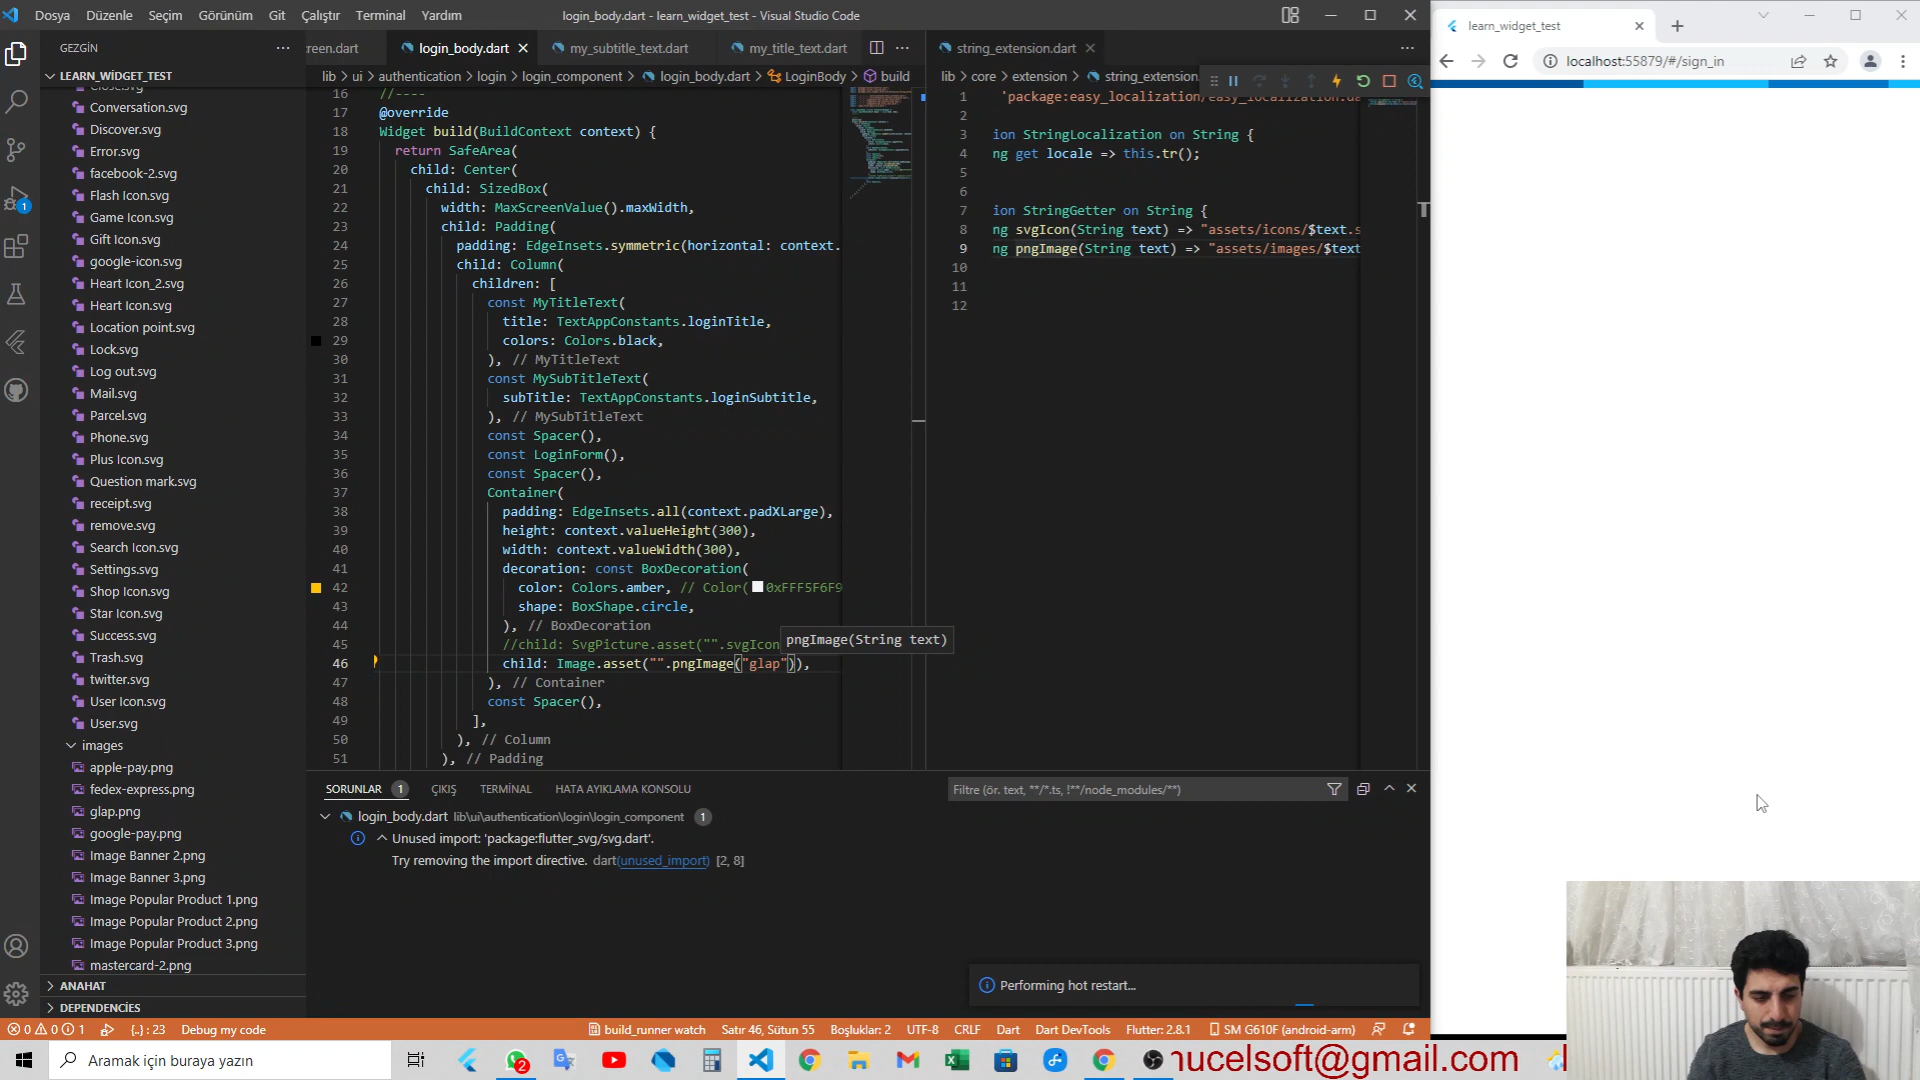 Dosya Düzenle Seçim Görünüm Git Çalıştır Terminal Yardım
login_body.dart - learn_widget_test - Visual Studio Code
learn_widget_test
localhost:55879/#/sign_in
GEZGİN
reen.dart login_body.dart my_subtitle_text.dart my_title_text.dart
string_extension.dart
LEARN_WİDGET_TEST
lib > ui > authentication > login > login_component > login_body.dart > LoginBody > build
lib > core > extension > string_extension.
Conversation.svg
Discover.svg
Error.svg
facebook-2.svg
Flash Icon.svg
Game Icon.svg
Gift Icon.svg
google-icon.svg
Heart Icon_2.svg
Heart Icon.svg
Location point.svg
Lock.svg
Log out.svg
Mail.svg
Parcel.svg
Phone.svg
Plus Icon.svg
Question mark.svg
receipt.svg
remove.svg
Search Icon.svg
Settings.svg
Shop Icon.svg
Star Icon.svg
Success.svg
Trash.svg
twitter.svg
User Icon.svg
User.svg
images
apple-pay.png
fedex-express.png
glap.png
google-pay.png
Image Banner 2.png
Image Banner 3.png
Image Popular Product 1.png
Image Popular Product 2.png
Image Popular Product 3.png
mastercard-2.png
ANAHAT
DEPENDENCİES
16 //----
17 @override
18 Widget build(BuildContext context) {
19 return SafeArea(
20 child: Center(
21 child: SizedBox(
22 width: MaxScreenValue().maxWidth,
23 child: Padding(
24 padding: EdgeInsets.symmetric(horizontal: context.
25 child: Column(
26 children: [
27 const MyTitleText(
28 title: TextAppConstants.loginTitle,
29 colors: Colors.black,
30 ), // MyTitleText
31 const MySubTitleText(
32 subTitle: TextAppConstants.loginSubtitle,
33 ), // MySubTitleText
34 const Spacer(),
35 const LoginForm(),
36 const Spacer(),
37 Container(
38 padding: EdgeInsets.all(context.padXLarge),
39 height: context.valueHeight(300),
40 width: context.valueWidth(300),
41 decoration: const BoxDecoration(
42 color: Colors.amber, // Color(0xFFF5F6F9
43 shape: BoxShape.circle,
44 ), // BoxDecoration
45 //child: SvgPicture.asset("".svgIcon
pngImage(String text)
46 child: Image.asset("".pngImage("glap")),
47 ), // Container
48 const Spacer(),
49 ],
50 ), // Column
51 ), // Padding
1 'package:easy_localization/easy_localization.da
2
3 ion StringLocalization on String {
4 ng get locale => this.tr();
5
6
7 ion StringGetter on String {
8 ng svgIcon(String text) => "assets/icons/$text.s
9 ng pngImage(String text) => "assets/images/$text
10
11
12
SORUNLAR 1 ÇIKIŞ TERMİNAL HATA AYIKLAMA KONSOLU
Filtre (ör. text, **/*.ts, !**/node_modules/**)
login_body.dart lib\ui\authentication\login\login_component 1
Unused import: 'package:flutter_svg/svg.dart'.
Try removing the import directive. dart(unused_import) [2, 8]
Performing hot restart...
0 0 1 {..} : 23 Debug my code
build_runner watch Satır 46, Sütun 55 Boşluklar: 2 UTF-8 CRLF Dart Dart DevTools Flutter: 2.8.1 SM G610F (android-arm)
Aramak için buraya yazın
2
nucelsoft@gmail.com